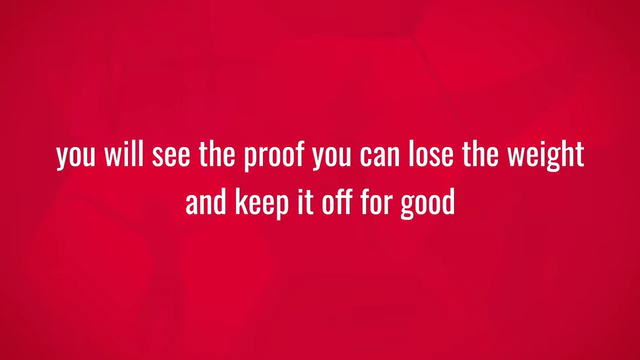 you will see the proof you can lose the weight
and keep it off for good